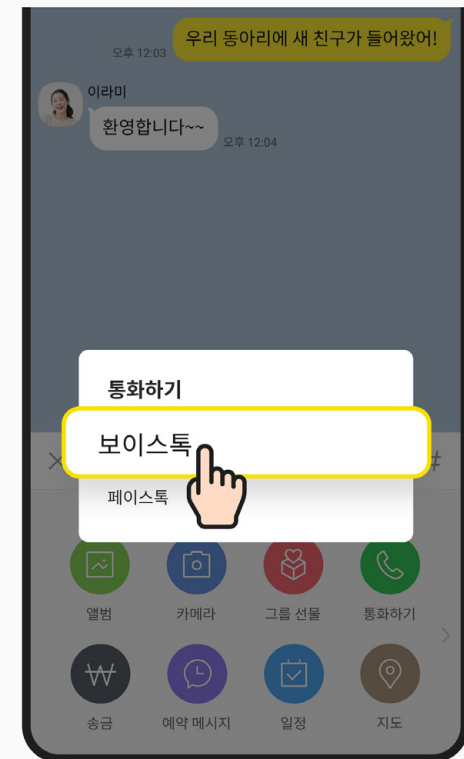 우리 동아리에 새 친구가 들어왔어!
오후 12:03
이라미
환영합니다~~
오후 12:04
통화하기
보이스톡
#
페이스톡
앨범 카메라 그룹 선물 통화하기
송금 예약 메시지 일정 지도